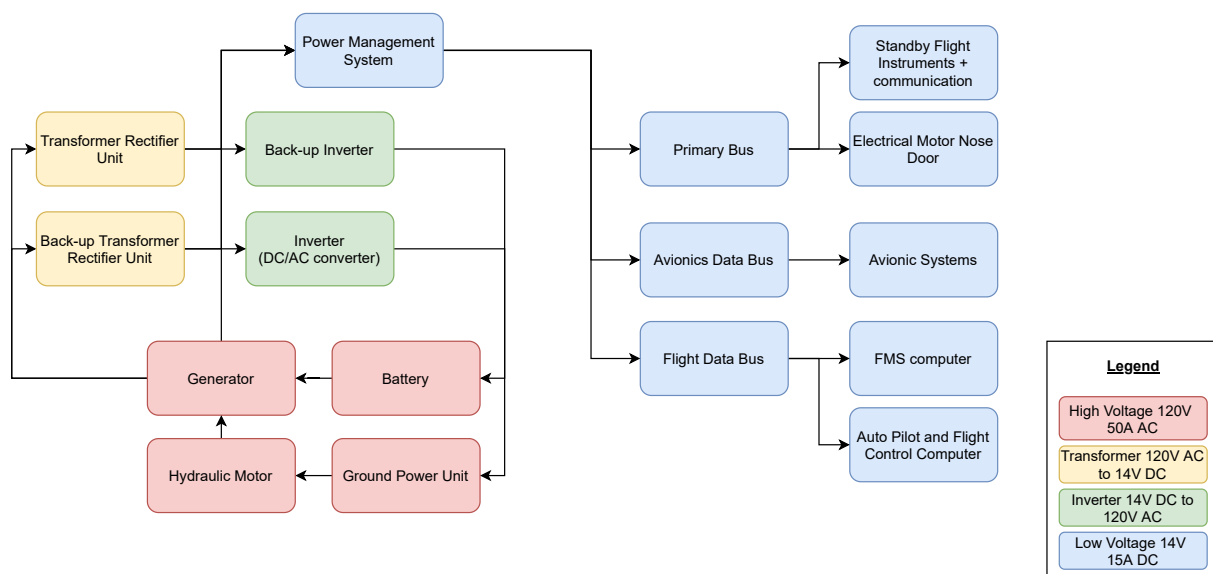 Power Management
System
Standby Flight
Instruments +
communication
Transformer Rectifier
Unit
Back-up Inverter
Primary Bus
Electrical Motor Nose
Door
Back-up Transformer
Rectifier Unit
Inverter
(DC/AC converter)
Avionics Data Bus
Avionic Systems
Generator
Battery
Flight Data Bus
FMS computer
Hydraulic Motor
Ground Power Unit
Auto Pilot and Flight
Control Computer
Legend
High Voltage 120V
50A AC
Transformer 120V AC
to 14V DC
Inverter 14V DC to
120V AC
Low Voltage 14V
15A DC